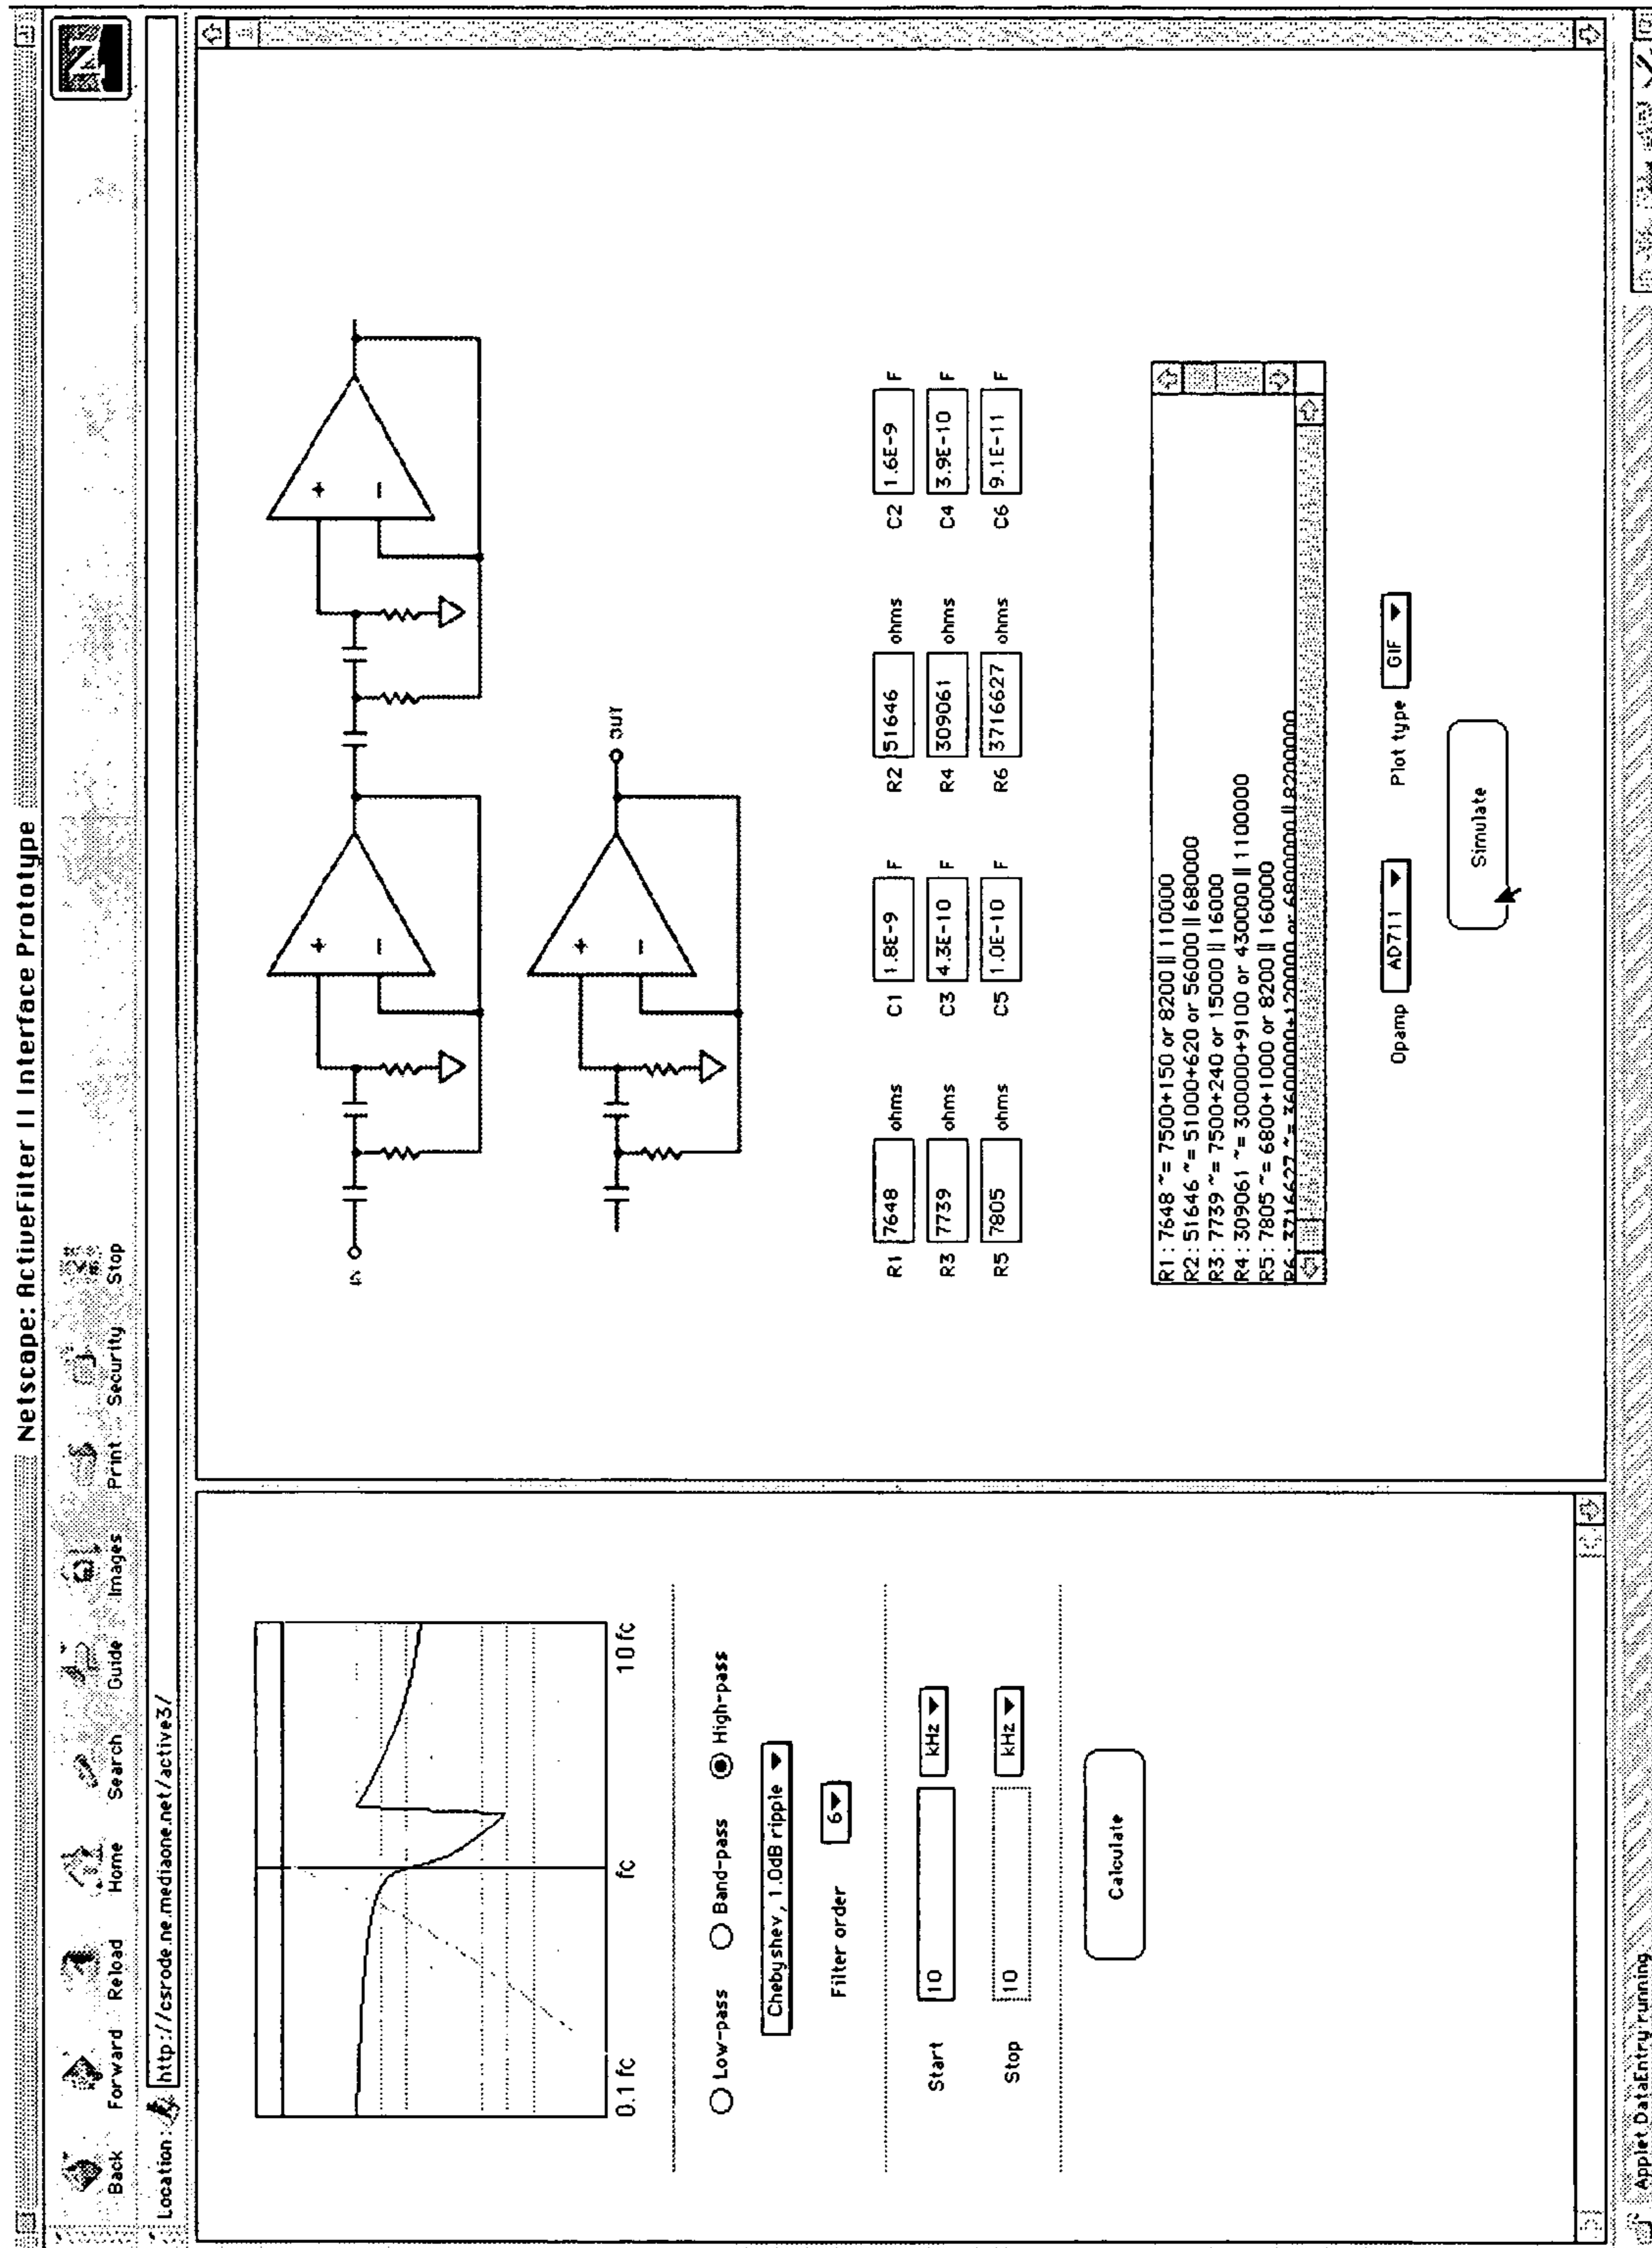 Netscape: ActiveFilter II Interface Prototype
Back Forward Reload Home Search Guide Images Print Security Stop
N
Location: http://csrode.ne.mediaone.net/active3/
0.1 fc fc 10 fc
Low-pass Band-pass High-pass
Chebyshev, 1.0dB ripple
Filter order 6
Start 10 kHz
Stop 10 kHz
Calculate
+ +
− −
+
−
R1 7648 ohms C1 1.8E-9 F R2 51646 ohms C2 1.6E-9 F
R3 7739 ohms C3 4.3E-10 F R4 309061 ohms C4 3.9E-10 F
R5 7805 ohms C5 1.0E-10 F R6 3716627 ohms C6 9.1E-11 F
R1 : 7648 ~= 7500+150 or 8200 || 110000
R2 : 51646 ~= 51000+620 or 56000 || 680000
R3 : 7739 ~= 7500+240 or 15000 || 16000
R4 : 309061 ~= 300000+9100 or 430000 || 1100000
R5 : 7805 ~= 6800+1000 or 8200 || 160000
R6 : 3716627 ~= 3600000+120000 or 6800000 || 8200000
Opamp AD711 Plot type GIF
Simulate
Applet DataEntry running